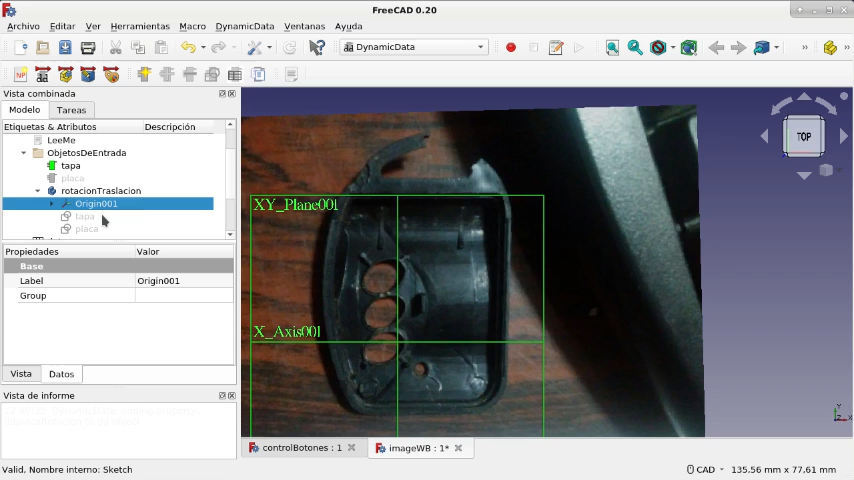 FreeCAD 0.20
Archivo Editar Ver Herramientas Macro DynamicData Ventanas Ayuda
DynamicData
NP
Vista combinada
Modelo Tareas
Etiquetas & Atributos Descripción
LeeMe
ObjetosDeEntrada
tapa
placa
rotacionTraslacion
Origin001
tapa
placa
Propiedades Valor
Base
Label Origin001
Group
Vista Datos
Vista de informe
XY_Plane001
X_Axis001
TOP
controlBotones : 1 imageWB : 1*
Valid, Nombre interno: Sketch CAD 135.56 mm x 77.61 mm